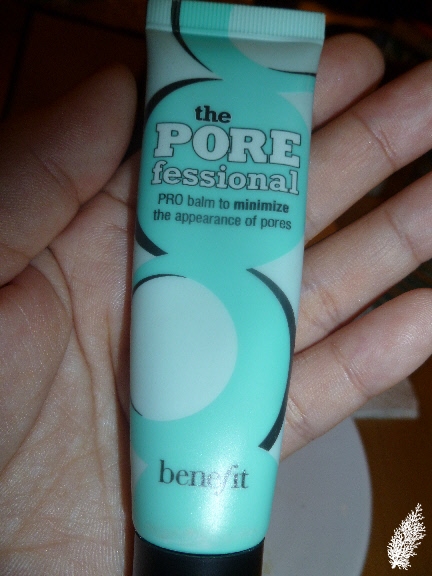 the
PORE
fessional
PRO balm to minimize
the appearance of pores
benefit